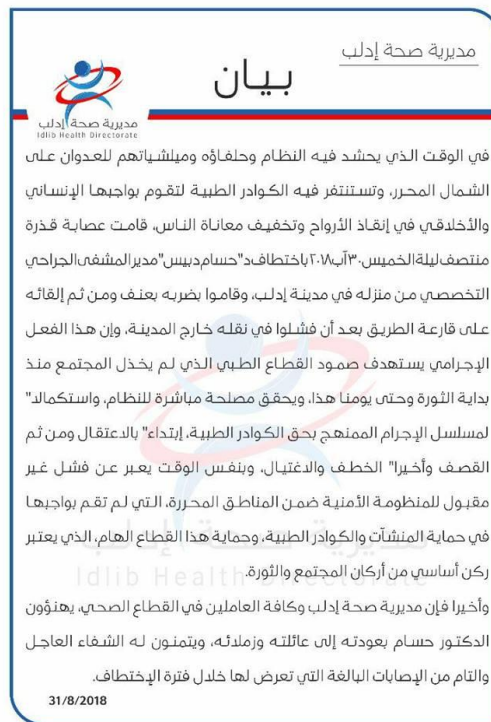 مديرية صحة إدلب
بيان
مديرية صحة إدلب
Idlib Health Directorate
في الوقت الذي يحشد فيه النظام وحلفاؤه وميلشياتهم للعدوان على
الشمال المحرر، وتستنتفر فيه الكوادر الطبية لتقوم بواجبها الإنساني
والأخلاقي في إنقاذ الأرواح وتخفيف معاناة الناس، قامت عصابة قذرة
منتصف ليلة الخميس ٣٠آب٢٠١٨ باختطاف د"حسام دبيس"مدير المشفى الجراحي
التخصصي من منزله في مدينة إدلب، وقاموا بضربه بعنف ومن ثم إلقائه
على قارعة الطريق بعد أن فشلوا في نقله خارج المدينة، وإن هذا الفعل
الإجرامي يستهدف صمود القطاع الطبي الذي لم يخذل المجتمع منذ
بداية الثورة وحتى يومنا هذا، ويحقق مصلحة مباشرة للنظام، واستكمالا"
لمسلسل الإجرام الممنهج بحق الكوادر الطبية، إبتداء" بالاعتقال ومن ثم
القصف وأخيرا" الخطف والاغتيال، وبنفس الوقت يعبر عن فشل غير
مقبول للمنظومة الأمنية ضمن المناطق المحررة، التي لم تقم بواجبها
في حماية المنشآت والكوادر الطبية، وحماية هذا القطاع الهام، الذي يعتبر
ركن أساسي من أركان المجتمع والثورة.
وأخيرا فإن مديرية صحة إدلب وكافة العاملين في القطاع الصحي، يهنؤون
الدكتور حسام بعودته إلى عائلته وزملائه، ويتمنون له الشفاء العاجل
والتام من الإصابات البالغة التي تعرض لها خلال فترة الإختطاف.
31/8/2018
مديرية صحة إدلب
Idlib Health Directorate